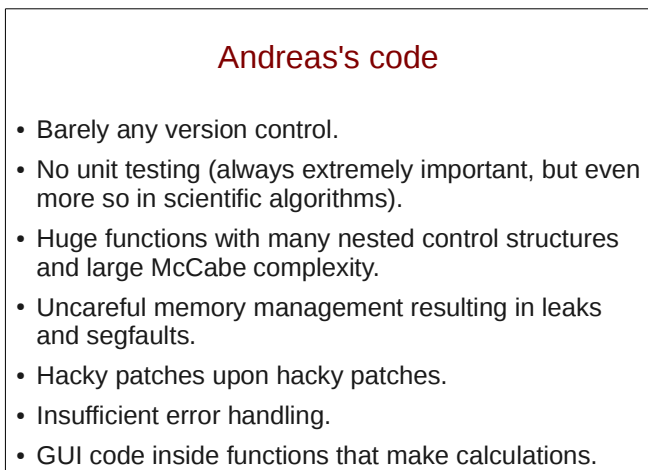 Andreas's code
• Barely any version control.
• No unit testing (always extremely important, but even
more so in scientific algorithms).
• Huge functions with many nested control structures
and large McCabe complexity.
• Uncareful memory management resulting in leaks
and segfaults.
• Hacky patches upon hacky patches.
• Insufficient error handling.
• GUI code inside functions that make calculations.